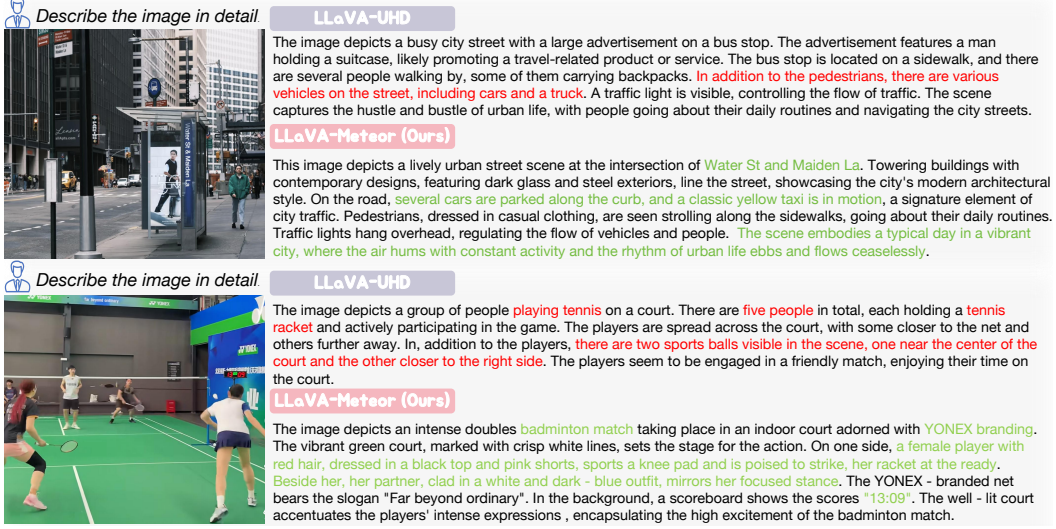 Describe the image in detail.
LLaVA-UHD
The image depicts a busy city street with a large advertisement on a bus stop. The advertisement features a man
holding a suitcase, likely promoting a travel-related product or service. The bus stop is located on a sidewalk, and there
are several people walking by, some of them carrying backpacks. In addition to the pedestrians, there are various
vehicles on the street, including cars and a truck. A traffic light is visible, controlling the flow of traffic. The scene
captures the hustle and bustle of urban life, with people going about their daily routines and navigating the city streets.
LLaVA-Meteor (Ours)
This image depicts a lively urban street scene at the intersection of Water St and Maiden La. Towering buildings with
contemporary designs, featuring dark glass and steel exteriors, line the street, showcasing the city's modern architectural
style. On the road, several cars are parked along the curb, and a classic yellow taxi is in motion, a signature element of
city traffic. Pedestrians, dressed in casual clothing, are seen strolling along the sidewalks, going about their daily routines.
Traffic lights hang overhead, regulating the flow of vehicles and people. The scene embodies a typical day in a vibrant
city, where the air hums with constant activity and the rhythm of urban life ebbs and flows ceaselessly.
Water St & Maiden La
Describe the image in detail.
LLaVA-UHD
The image depicts a group of people playing tennis on a court. There are five people in total, each holding a tennis
racket and actively participating in the game. The players are spread across the court, with some closer to the net and
others further away. In, addition to the players, there are two sports balls visible in the scene, one near the center of the
court and the other closer to the right side. The players seem to be engaged in a friendly match, enjoying their time on
the court.
LLaVA-Meteor (Ours)
The image depicts an intense doubles badminton match taking place in an indoor court adorned with YONEX branding.
The vibrant green court, marked with crisp white lines, sets the stage for the action. On one side, a female player with
red hair, dressed in a black top and pink shorts, sports a knee pad and is poised to strike, her racket at the ready.
Beside her, her partner, clad in a white and dark - blue outfit, mirrors her focused stance. The YONEX - branded net
bears the slogan "Far beyond ordinary". In the background, a scoreboard shows the scores "13:09". The well - lit court
accentuates the players' intense expressions , encapsulating the high excitement of the badminton match.
YONEX
YONEX
YONEX